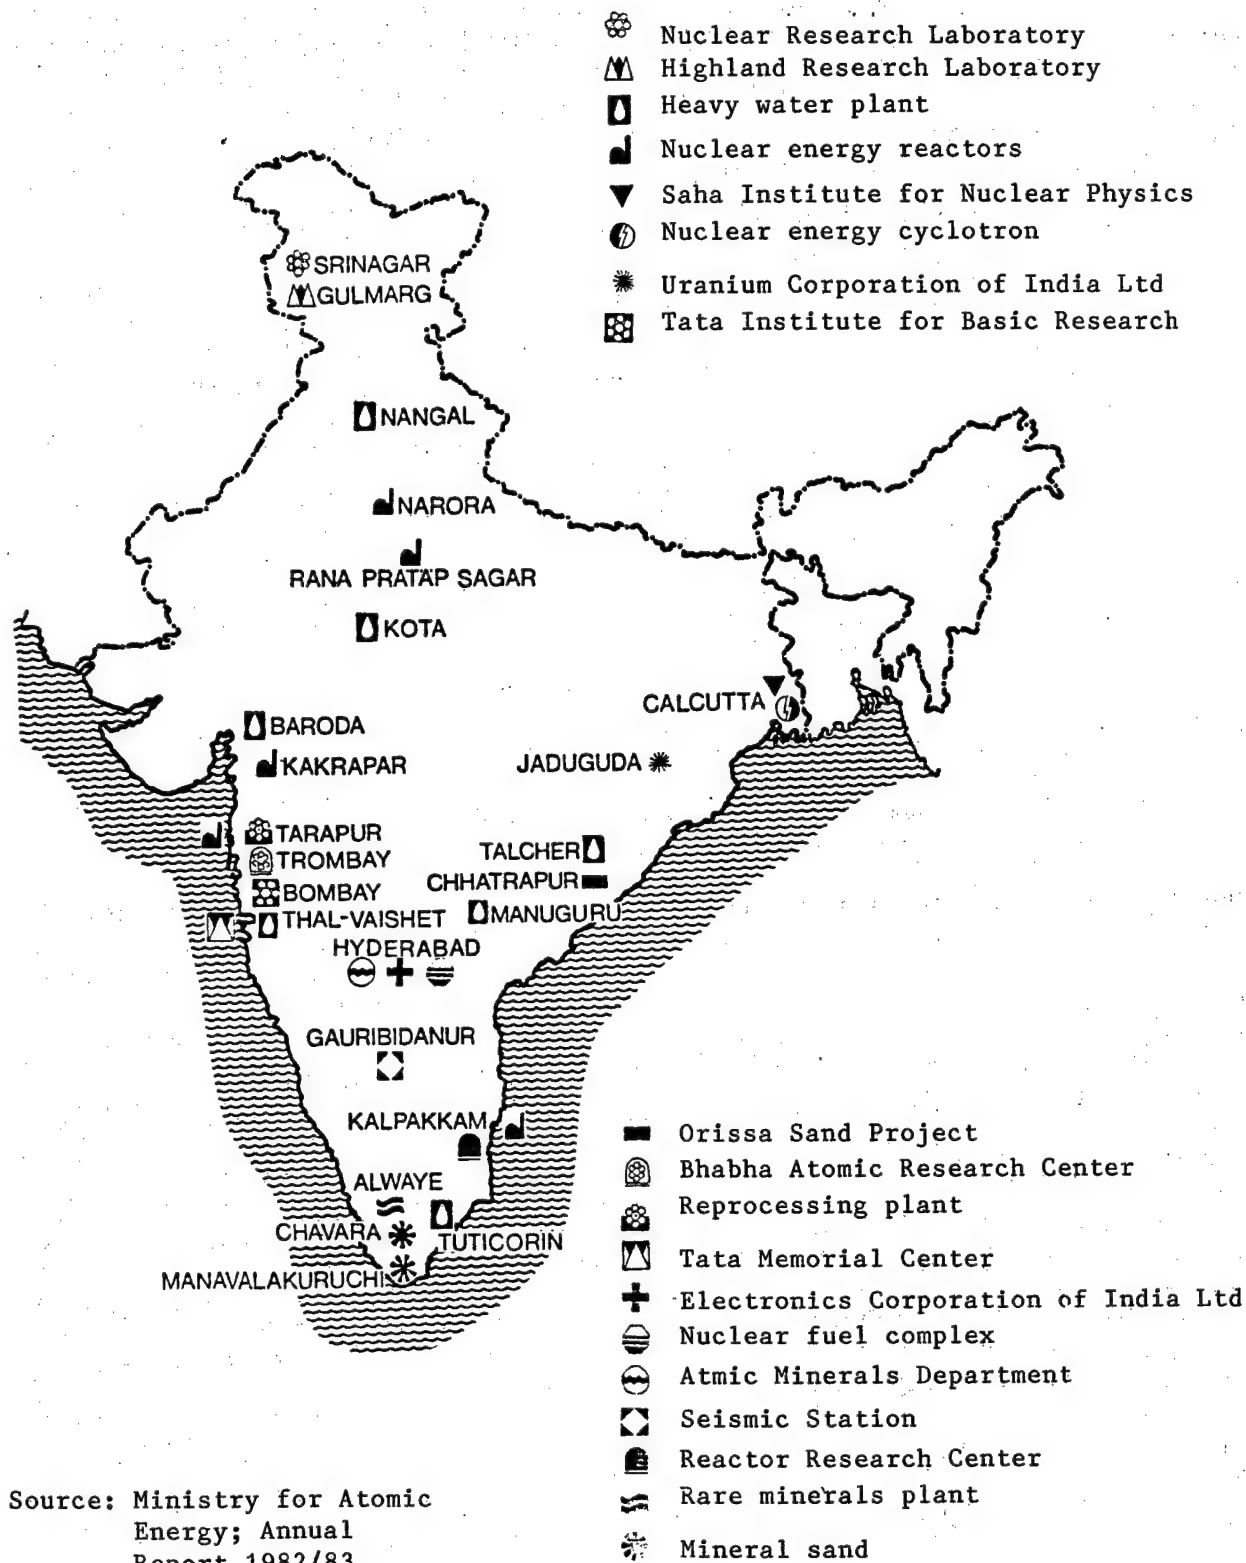 Nuclear Research Laboratory
Highland Research Laboratory
Heavy water plant
Nuclear energy reactors
Saha Institute for Nuclear Physics
Nuclear energy cyclotron
Uranium Corporation of India Ltd
Tata Institute for Basic Research
SRINAGAR
GULMARG
NANGAL
NARORA
RANA PRATAP SAGAR
KOTA
CALCUTTA
BARODA
KAKRAPAR
JADUGUDA
TARAPUR
TROMBAY
TALCHER
CHHATRAPUR
BOMBAY
MANUGURU
THAL-VAISHET
HYDERABAD
GAURIBIDANUR
KALPAKKAM
ALWAYE
CHAVARA
TUTICORIN
MANAVALAKURUCHI
Orissa Sand Project
Bhabha Atomic Research Center
Reprocessing plant
Tata Memorial Center
Electronics Corporation of India Ltd
Nuclear fuel complex
Atmic Minerals Department
Seismic Station
Reactor Research Center
Rare minerals plant
Mineral sand
Source: Ministry for Atomic
Energy; Annual
Report 1982/83